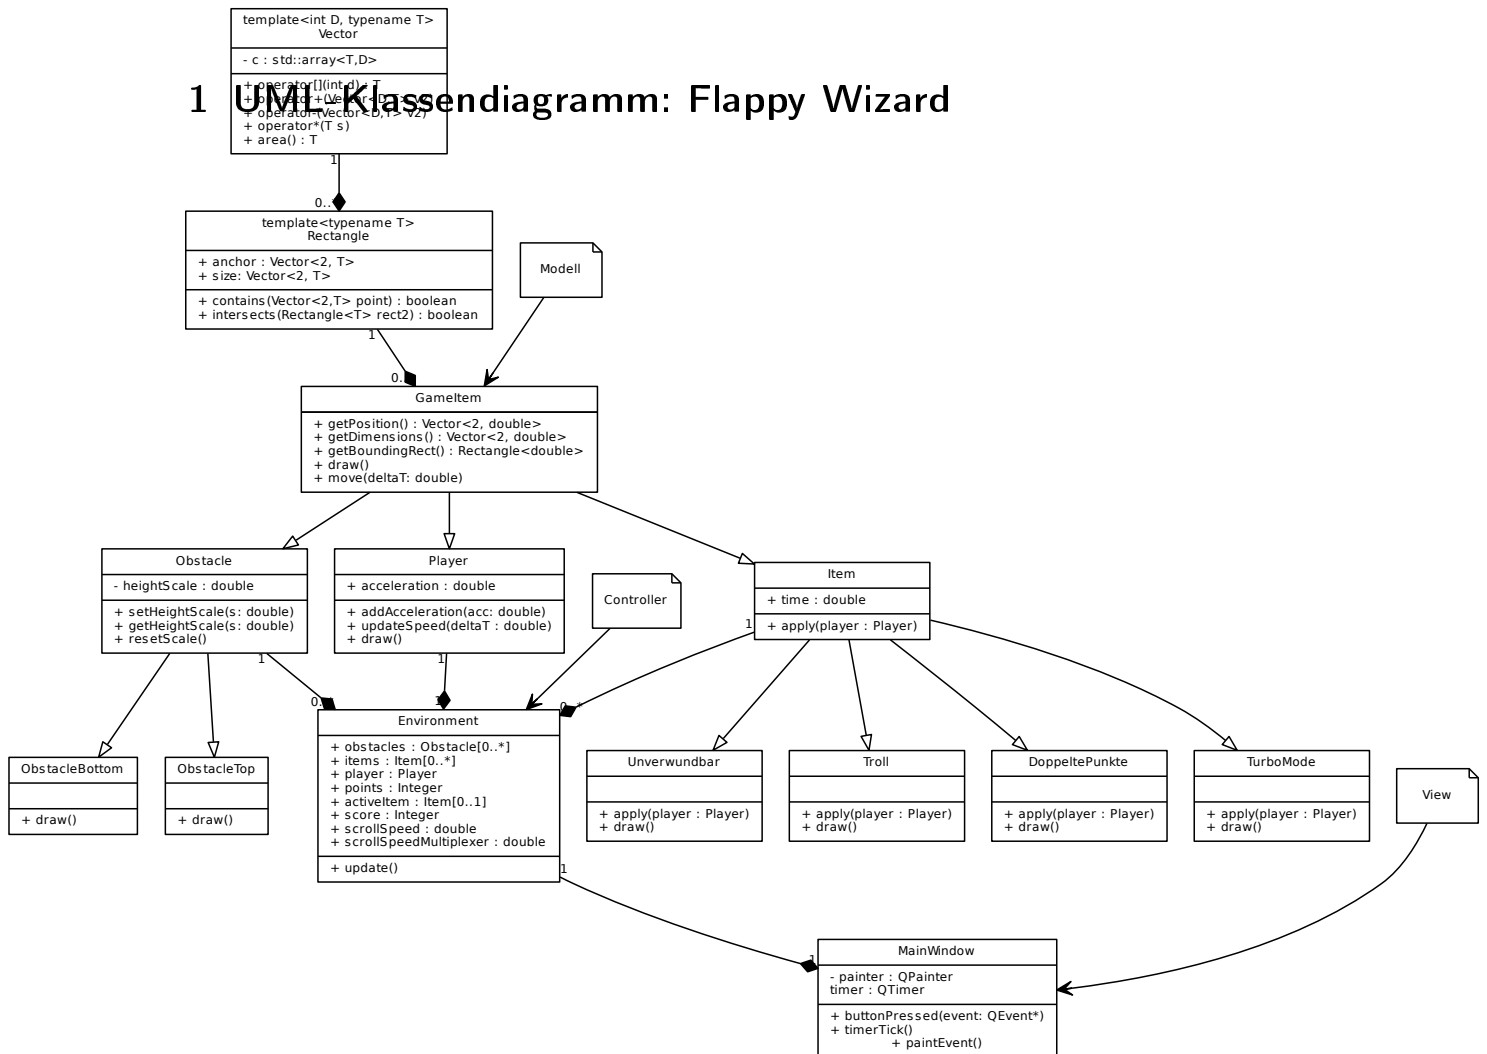 template<int D, typename T>
Vector
- c : std::array<T,D>
+ operator[](int d) : T
1 UML-Klassendiagramm: Flappy Wizard
+ operator+(Vector<D,T> v2)
+ operator-(Vector<D,T> v2)
+ operator*(T s)
+ area() : T
1
0..
template<typename T>
Rectangle
+ anchor : Vector<2, T>
+ size: Vector<2, T>
+ contains(Vector<2,T> point) : boolean
+ intersects(Rectangle<T> rect2) : boolean
Modell
1
0..
GameItem
+ getPosition() : Vector<2, double>
+ getDimensions() : Vector<2, double>
+ getBoundingRect() : Rectangle<double>
+ draw()
+ move(deltaT: double)
Obstacle
- heightScale : double
+ setHeightScale(s: double)
+ getHeightScale(s: double)
+ resetScale()
Player
+ acceleration : double
+ addAcceleration(acc: double)
+ updateSpeed(deltaT : double)
+ draw()
Controller
Item
+ time : double
+ apply(player : Player)
1
1
1
0..*
1
0..*
ObstacleBottom
+ draw()
ObstacleTop
+ draw()
Environment
+ obstacles : Obstacle[0..*]
+ items : Item[0..*]
+ player : Player
+ points : Integer
+ activeItem : Item[0..1]
+ score : Integer
+ scrollSpeed : double
+ scrollSpeedMultiplexer : double
+ update()
Unverwundbar
+ apply(player : Player)
+ draw()
Troll
+ apply(player : Player)
+ draw()
DoppeltePunkte
+ apply(player : Player)
+ draw()
TurboMode
+ apply(player : Player)
+ draw()
View
1
1
MainWindow
- painter : QPainter
timer : QTimer
+ buttonPressed(event: QEvent*)
+ timerTick()
+ paintEvent()